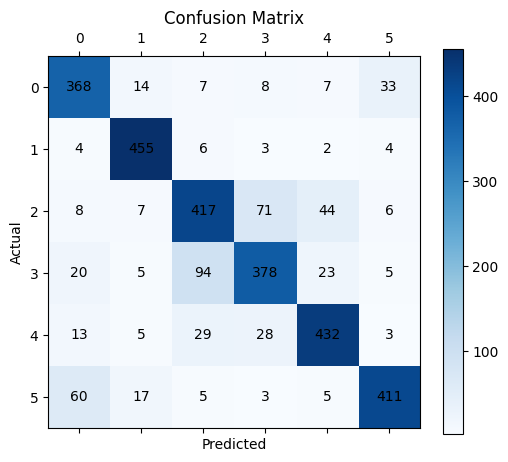 Confusion Matrix
0 1 2 3 4 5
0 368 14 7 8 7 33
1 4 455 6 3 2 4
2 8 7 417 71 44 6
3 20 5 94 378 23 5
4 13 5 29 28 432 3
5 60 17 5 3 5 411
Actual
Predicted
400
300
200
100